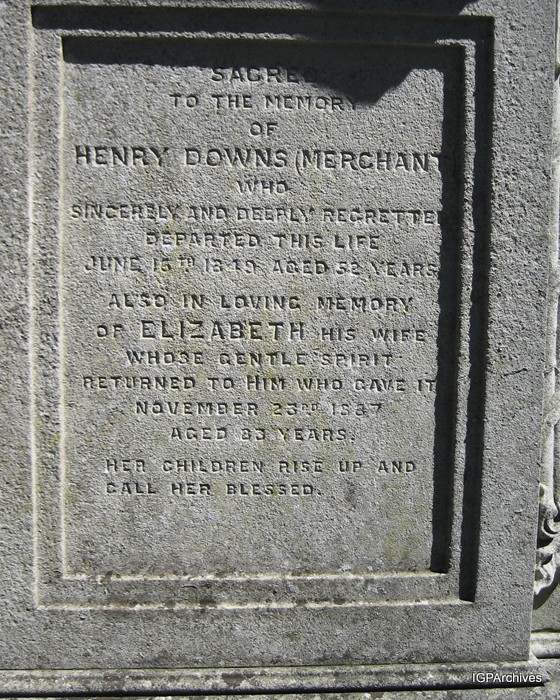 SACRED
TO THE MEMORY
OF
HENRY DOWNS (MERCHANT)
WHO
SINCERELY AND DEEPLY REGRETTED
DEPARTED THIS LIFE
JUNE 15TH 1849 AGED 52 YEARS
ALSO IN LOVING MEMORY
OF ELIZABETH HIS WIFE
WHOSE GENTLE SPIRIT
RETURNED TO HIM WHO GAVE IT
NOVEMBER 23RD 1887
AGED 83 YEARS.
HER CHILDREN RISE UP AND
CALL HER BLESSED.
IGPArchives